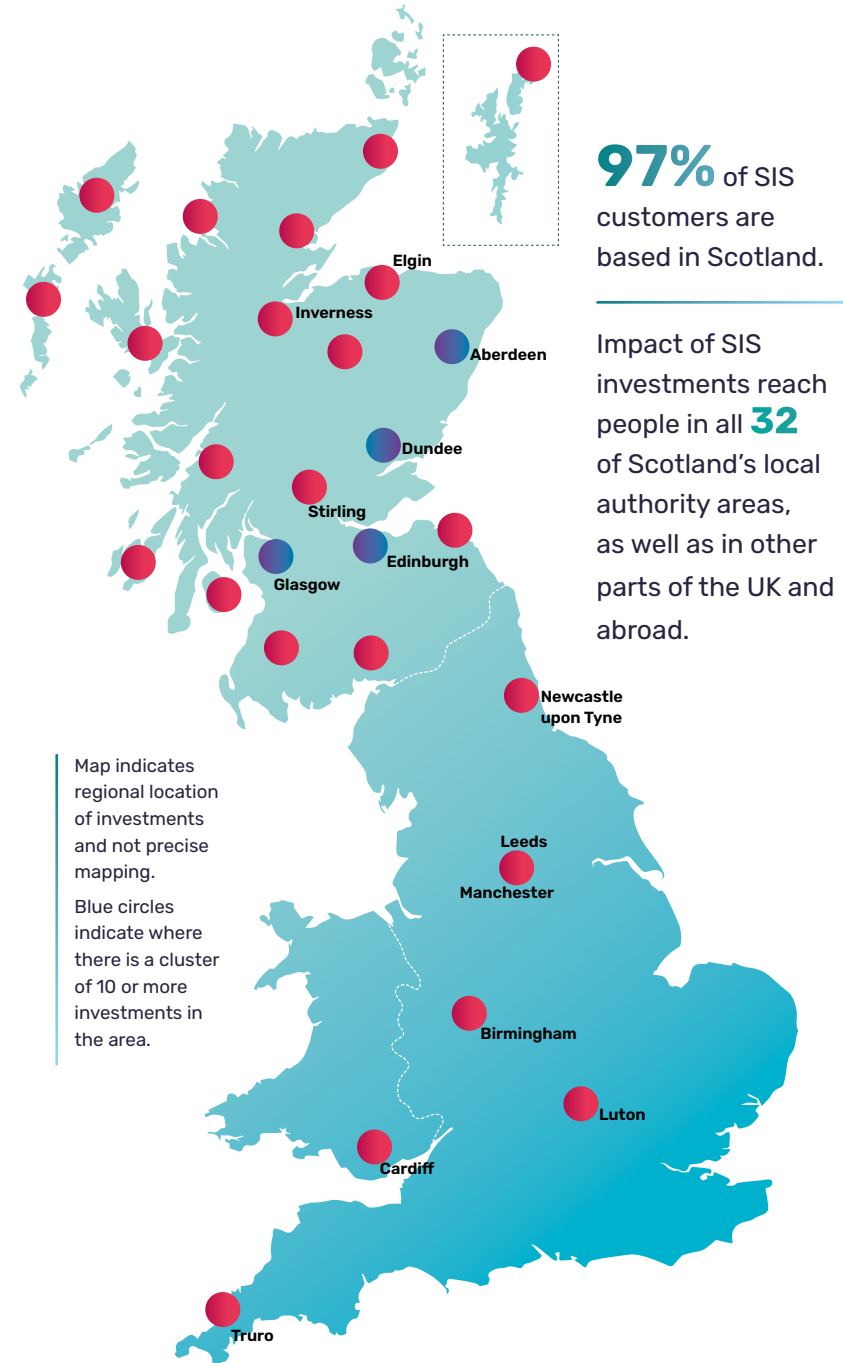 97% of SIS
customers are
based in Scotland.
Impact of SIS
investments reach
people in all 32
of Scotland’s local
authority areas,
as well as in other
parts of the UK and
abroad.
Elgin
Inverness
Aberdeen
Dundee
Stirling
Edinburgh
Glasgow
Newcastle
upon Tyne
Map indicates
regional location
of investments
and not precise
mapping.
Blue circles
indicate where
there is a cluster
of 10 or more
investments in
the area.
Leeds
Manchester
Birmingham
Luton
Cardiff
Truro